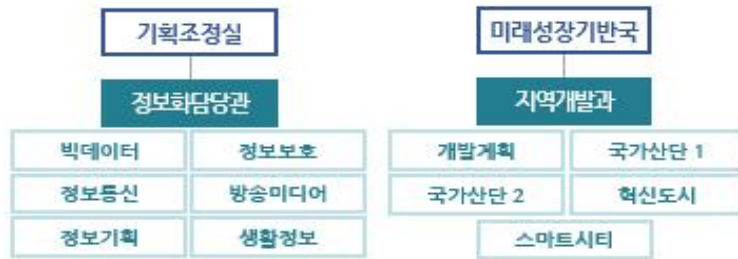 기획조정실
정보화담당관
빅데이터 정보보호
정보통신 방송미디어
정보기획 생활정보
미래성장기반국
지역개발과
개발계획 국가산단 1
국가산단 2 혁신도시
스마트시티